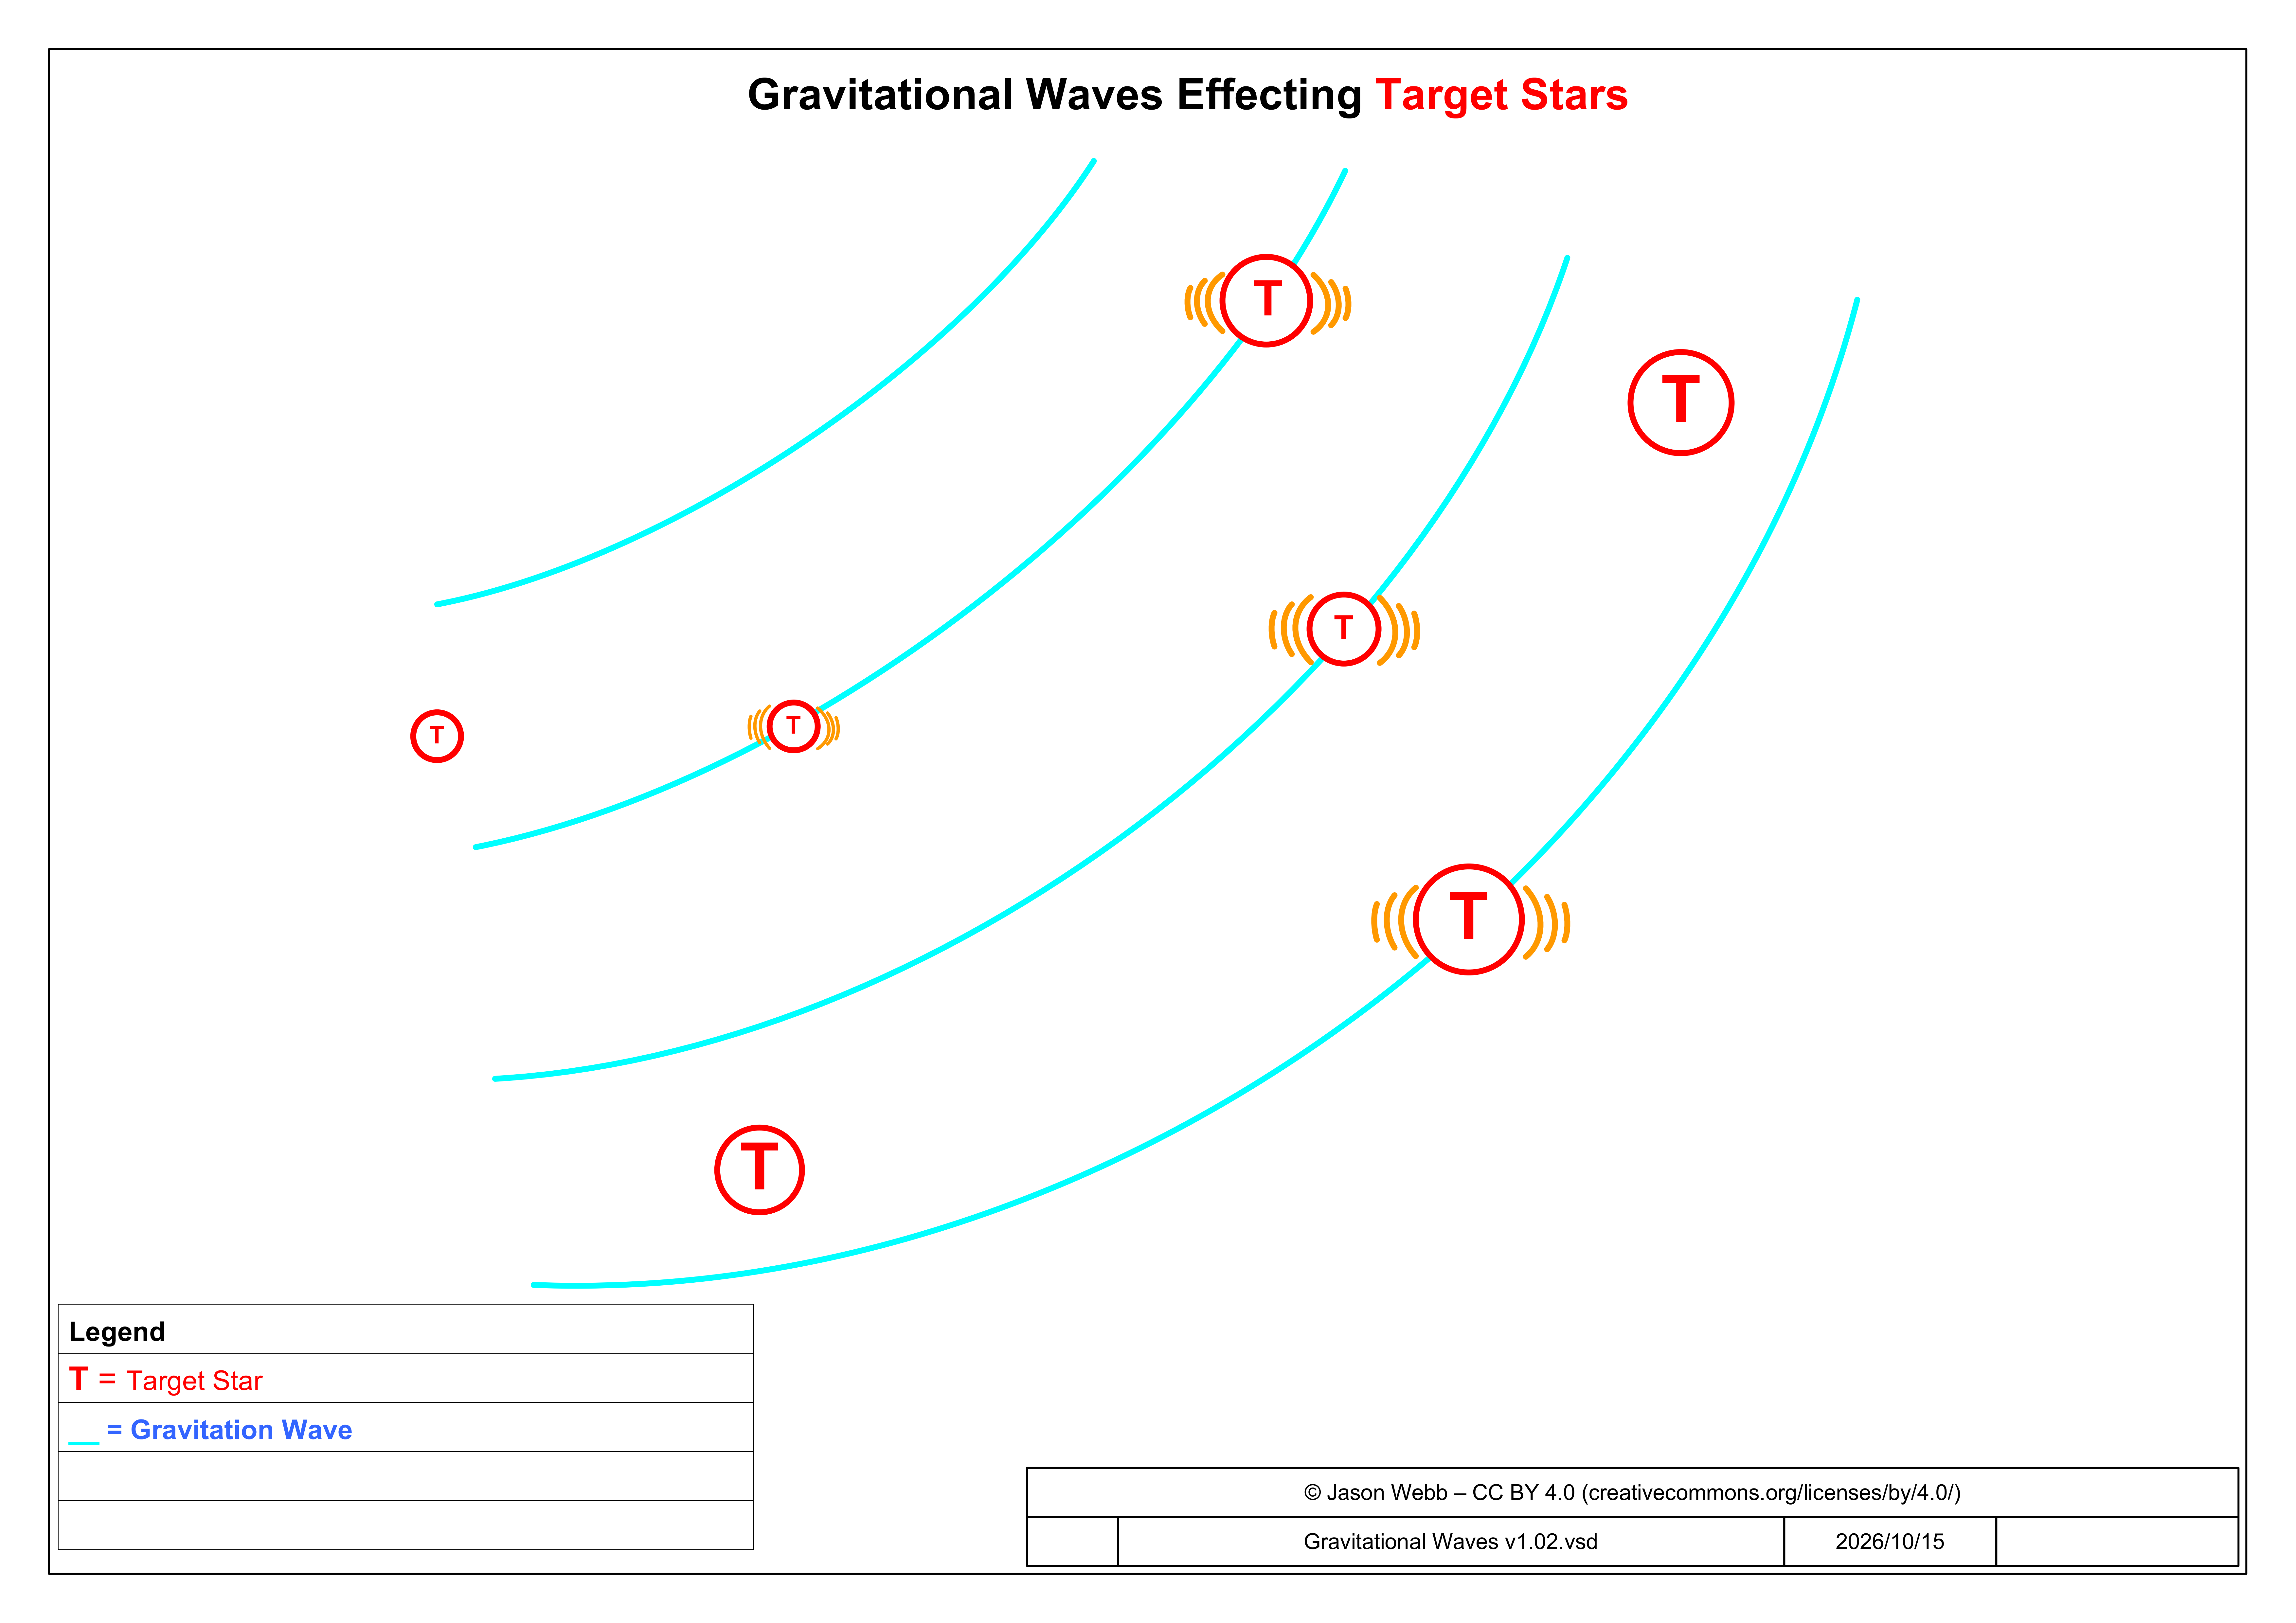 Gravitational Waves Effecting Target Stars
T
T
T
T
T
T
T
Legend
T = Target Star
__ = Gravitation Wave
© Jason Webb – CC BY 4.0 (creativecommons.org/licenses/by/4.0/)
Gravitational Waves v1.02.vsd 2026/10/15